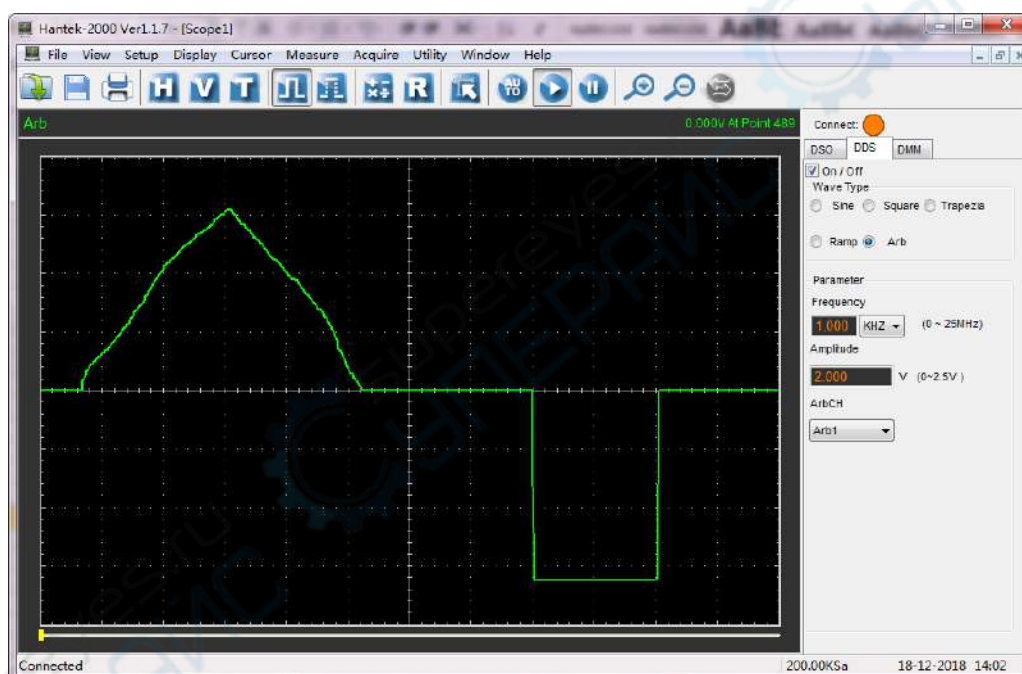 Hantek-2000 Ver1.1.7 - [Scope1]
File View Setup Display Cursor Measure Acquire Utility Window Help
H V T R AU TO
Arb 0.000V At Point 489
Connect:
DSO DDS DMM
On / Off
Wave Type
Sine Square Trapezia
Ramp Arb
Parameter
Frequency
1.000 KHZ (0 ~ 25MHz)
Amplitude
2.000 V (0~2.5V )
ArbCH
Arb1
Connected 200.00KSa 18-12-2018 14:02